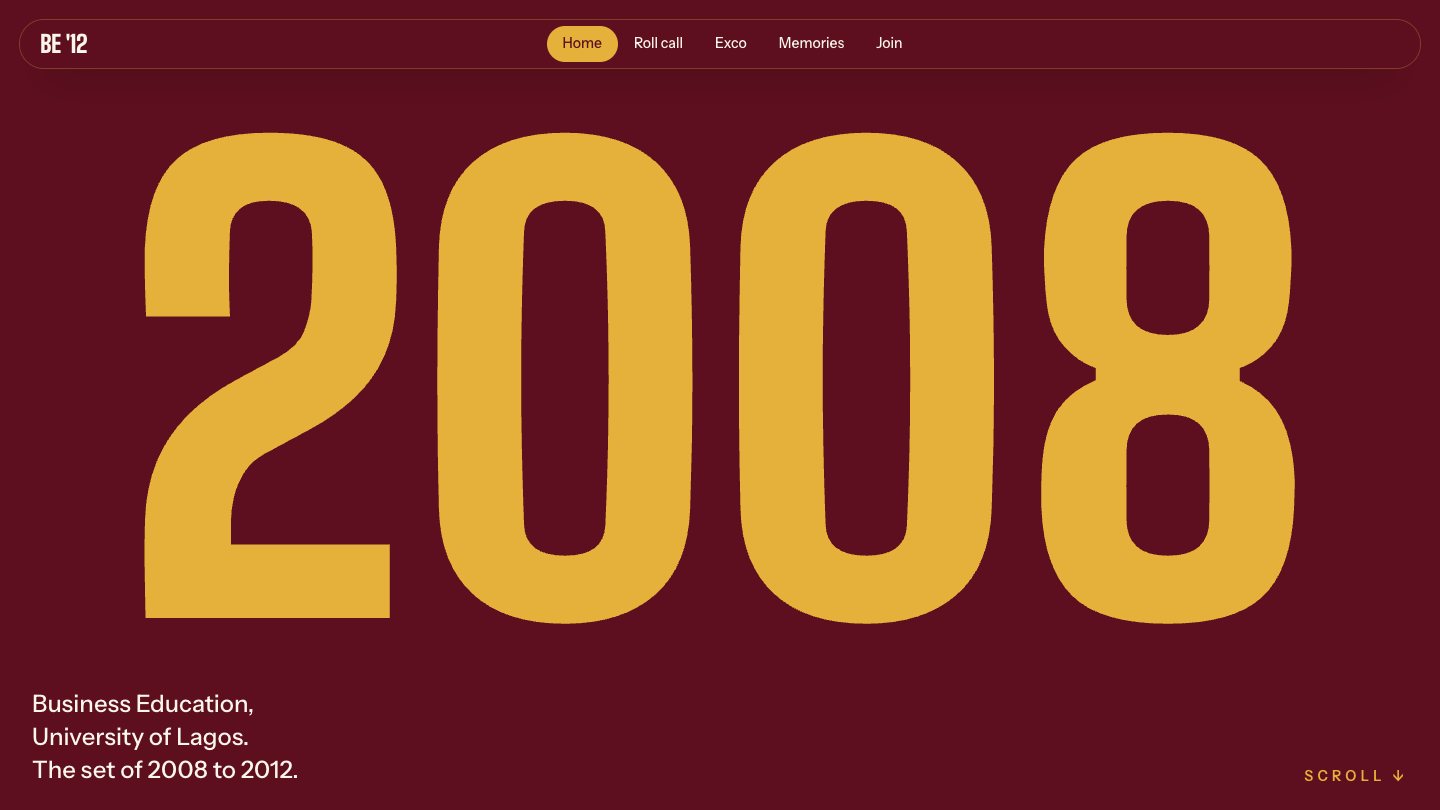 BE '12
Home
Roll call
Exco
Memories
Join
2008
Business Education,
University of Lagos.
The set of 2008 to 2012.
SCROLL ↓